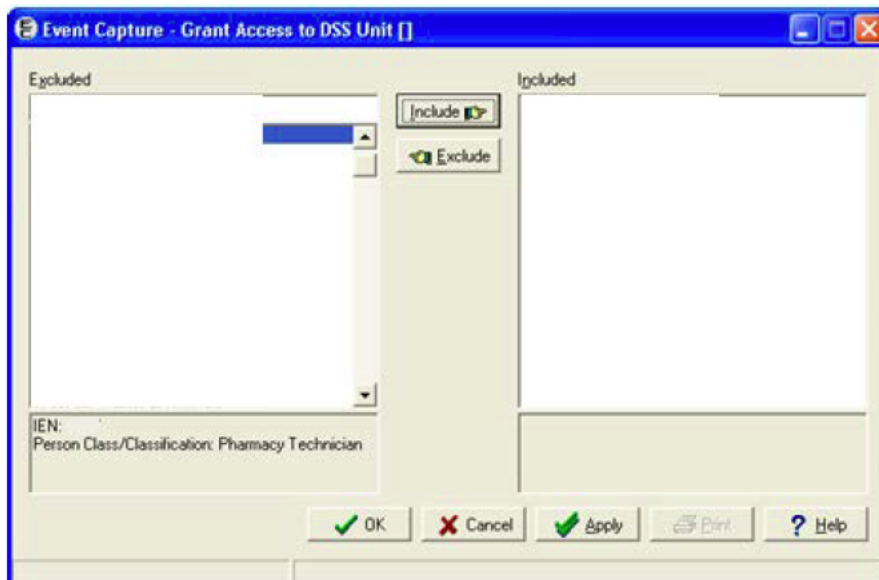 Event Capture - Grant Access to DSS Unit []
Excluded
Included
Include
Exclude
IEN:
Person Class/Classification: Pharmacy Technician
OK
Cancel
Apply
Print
Help